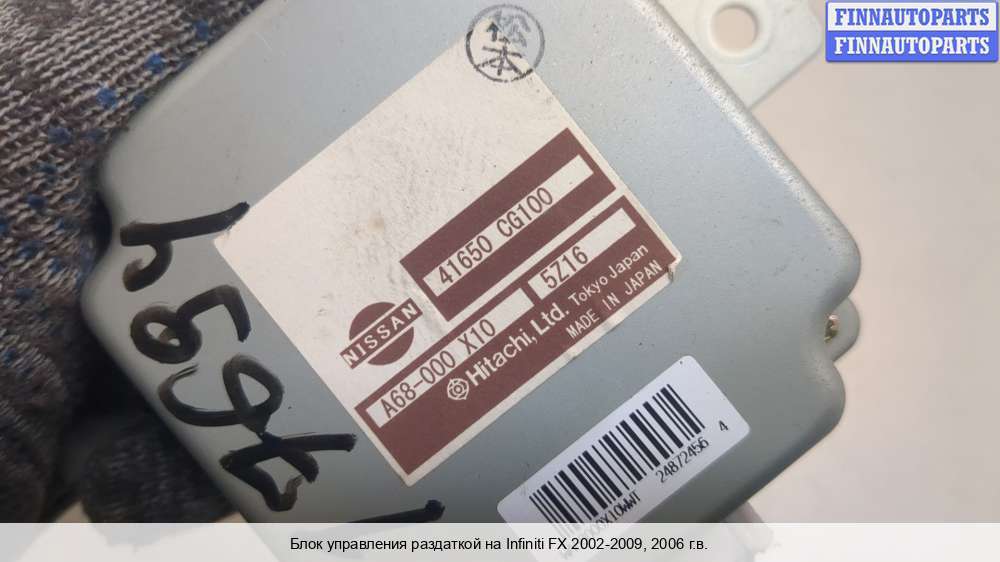 FINNAUTOPARTS
FINNAUTOPARTS
松本
41650 CG100
NISSAN
A68-000 X10
5Z16
Hitachi, Ltd. Tokyo Japan
MADE IN JAPAN
24872456 4
Блок управления раздаткой на Infiniti FX 2002-2009, 2006 г.в.